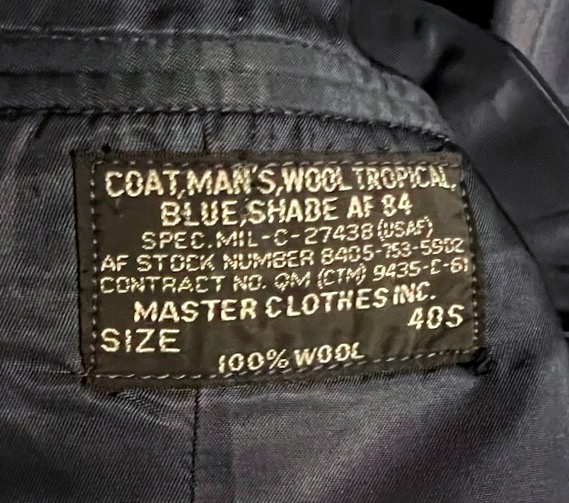 COAT, MAN'S, WOOL TROPICAL,
BLUE, SHADE AF 84
SPEC. MIL-C-27438 (USAF)
AF STOCK NUMBER 8405-753-5902
CONTRACT NO. QM (CTM) 9435-C-61
MASTER CLOTHES INC.
SIZE 40S
100% WOOL